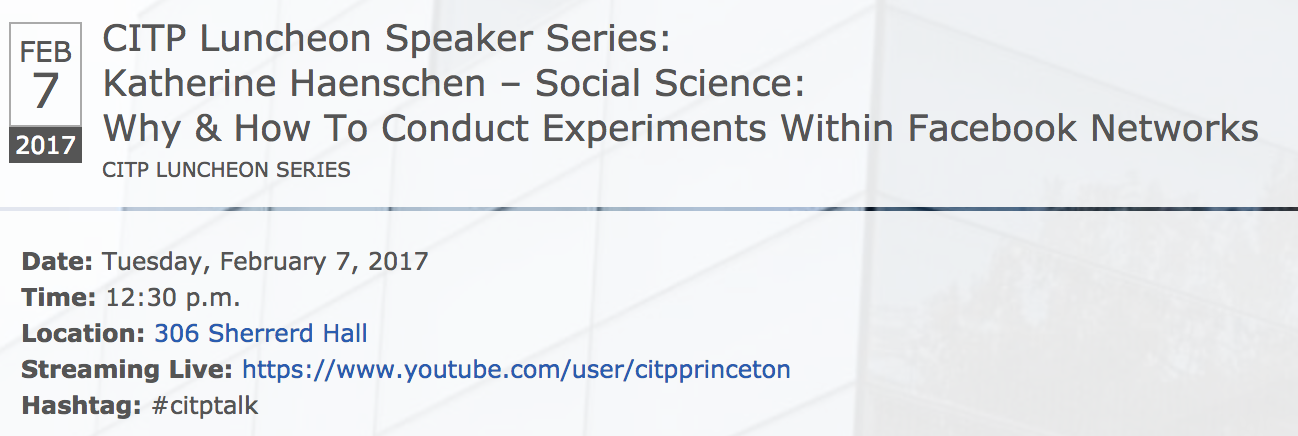 FEB
7
2017
CITP Luncheon Speaker Series:
Katherine Haenschen – Social Science:
Why & How To Conduct Experiments Within Facebook Networks
CITP LUNCHEON SERIES
Date: Tuesday, February 7, 2017
Time: 12:30 p.m.
Location: 306 Sherrerd Hall
Streaming Live: https://www.youtube.com/user/citpprinceton
Hashtag: #citptalk